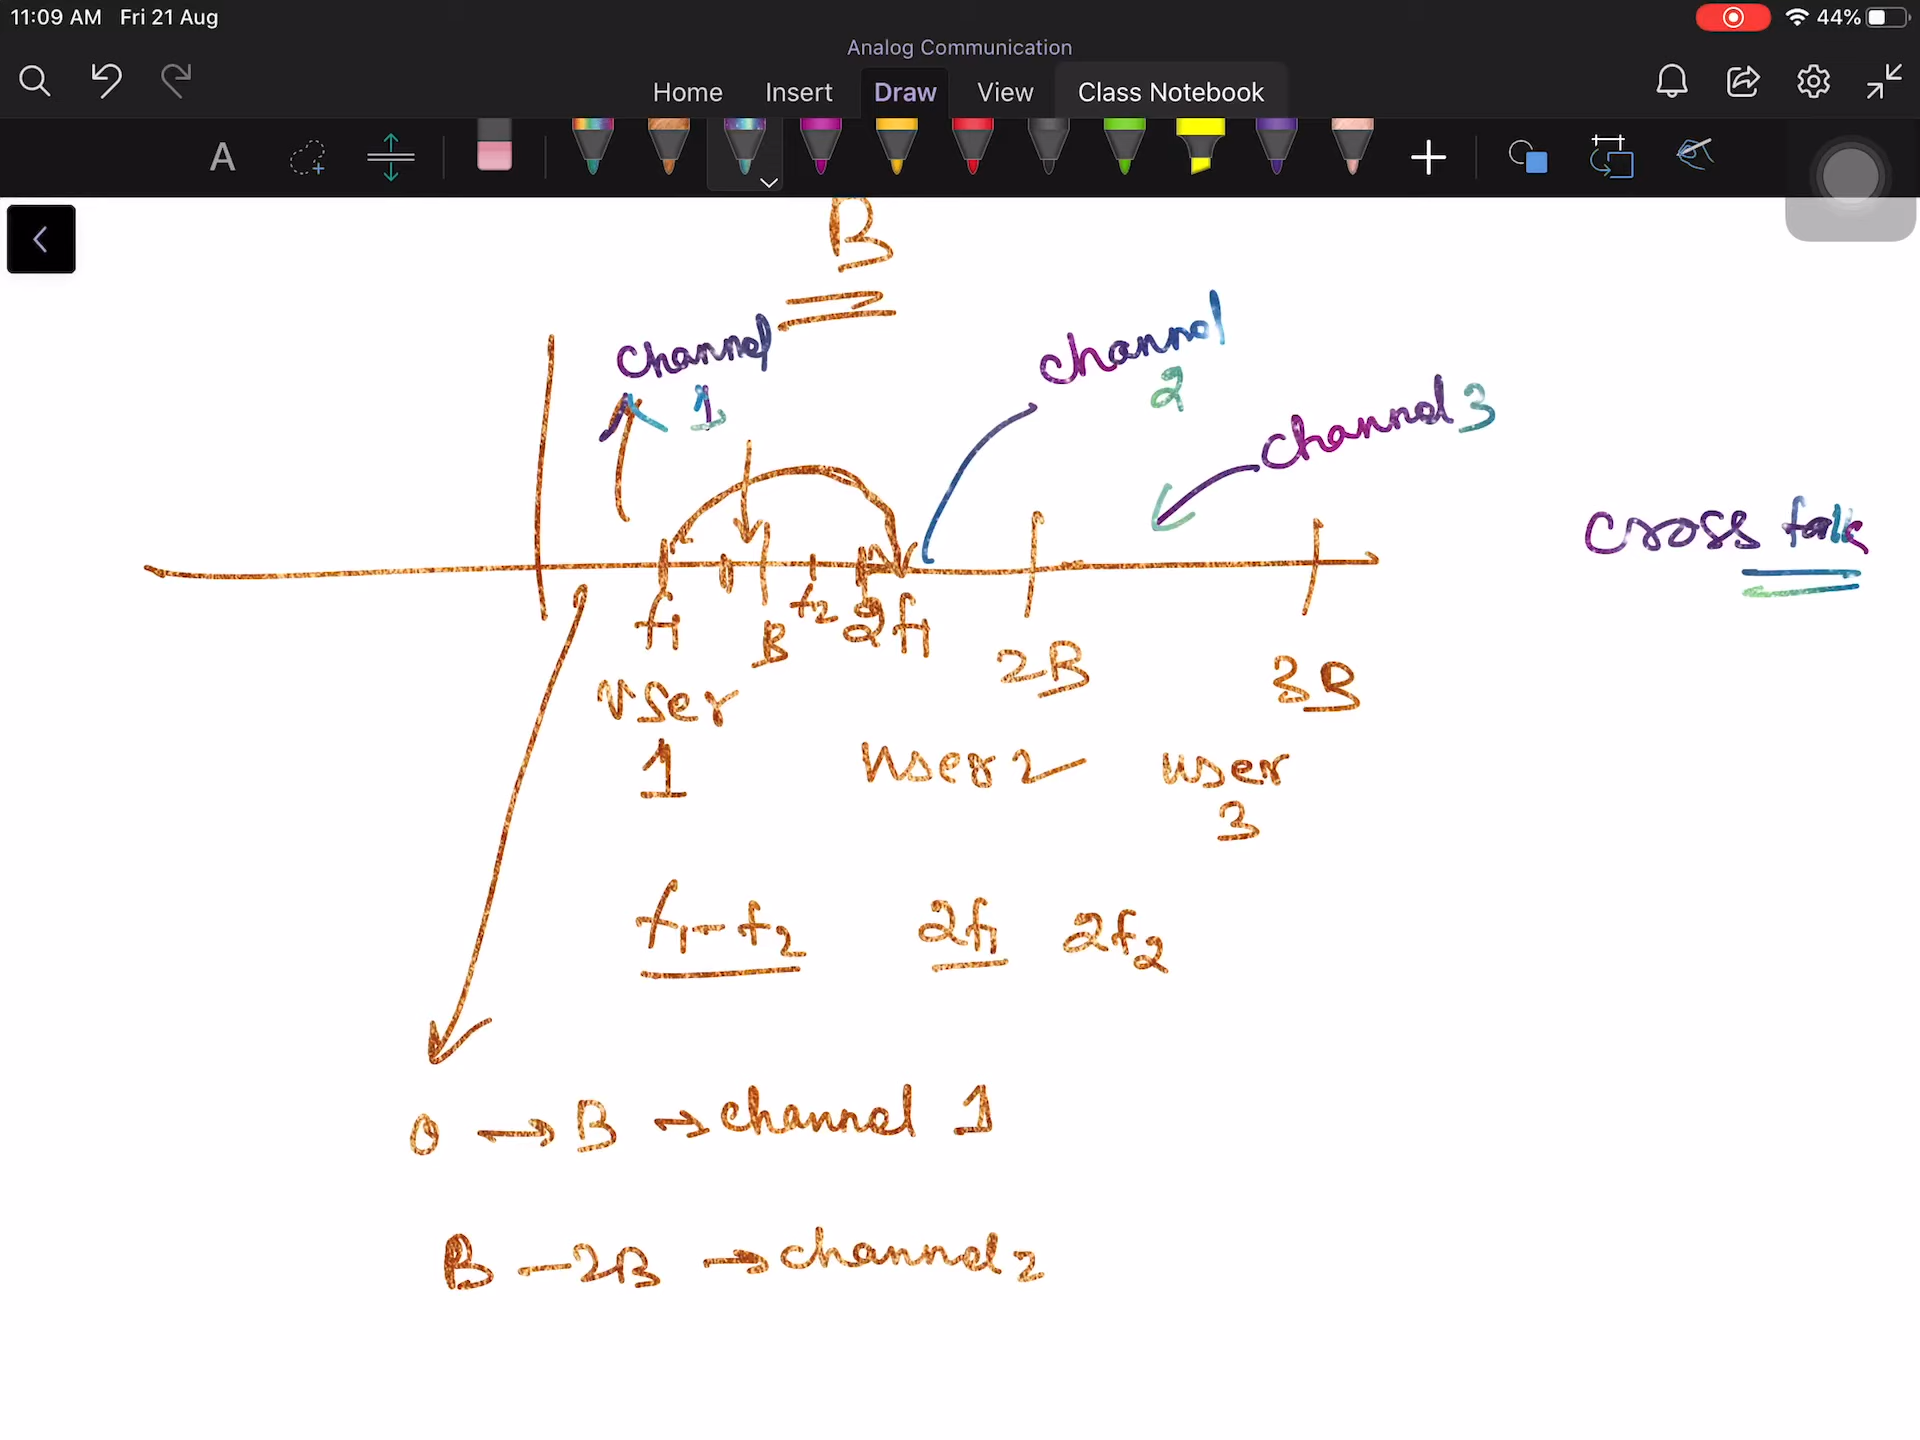 11:09 AM Fri 21 Aug
44%
Analog Communication
Home Insert Draw View Class Notebook
A
B
Channel
1
channel
2
channel 3
cross talk
f1 B f2 2f1 2B 3B
user
1
user 2
user
3
f1-f2 2f1 2f2
0 → B → channel 1
B - 2B → channel 2